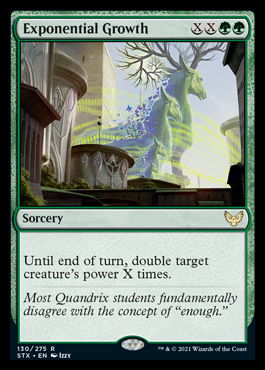 Exponential Growth XX
Sorcery
Until end of turn, double target
creature's power X times.
Most Quandrix students fundamentally
disagree with the concept of “enough.”
130/275 R
STX • EN Izzy
™ & © 2021 Wizards of the Coast